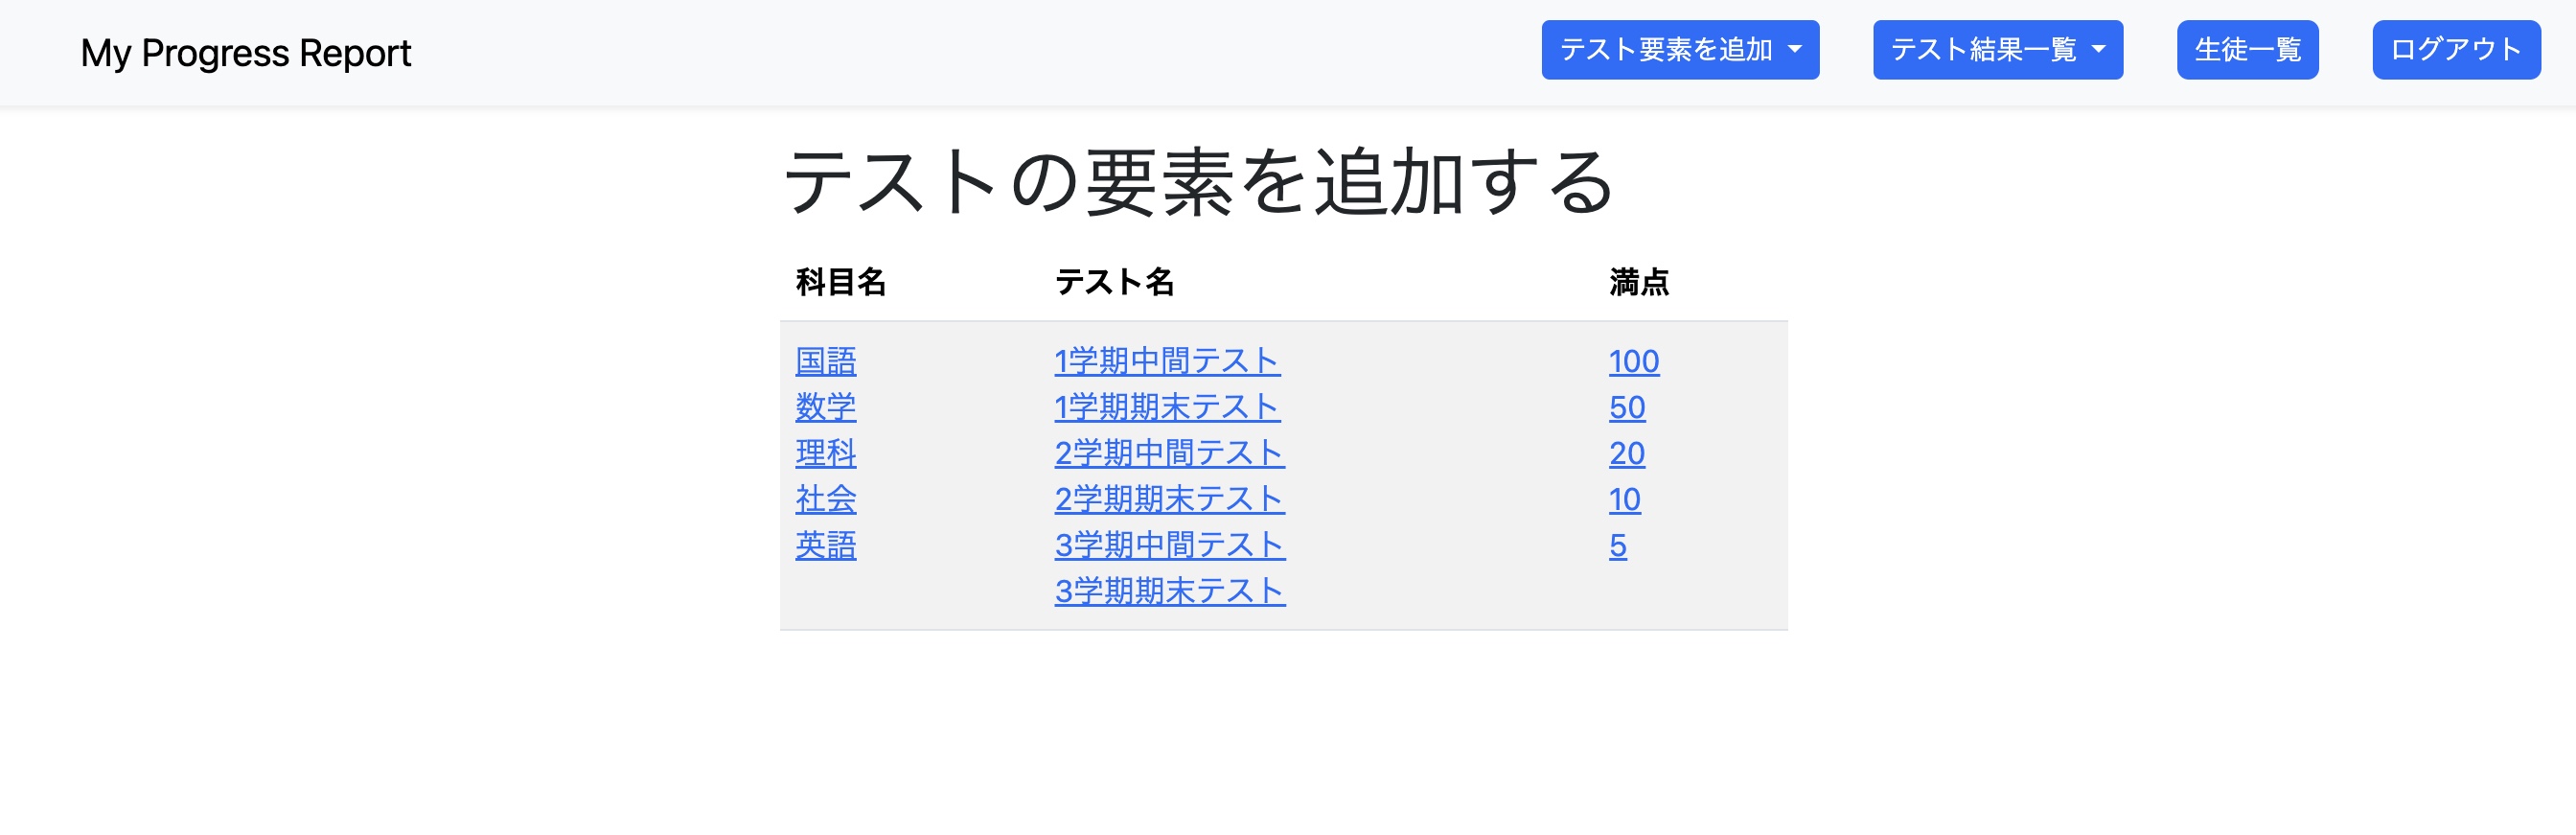 My Progress Report テスト要素を追加 テスト結果一覧 生徒一覧 ログアウト
テストの要素を追加する
科目名 テスト名 満点
国語 1学期中間テスト 100
数学 1学期期末テスト 50
理科 2学期中間テスト 20
社会 2学期期末テスト 10
英語 3学期中間テスト 5
3学期期末テスト